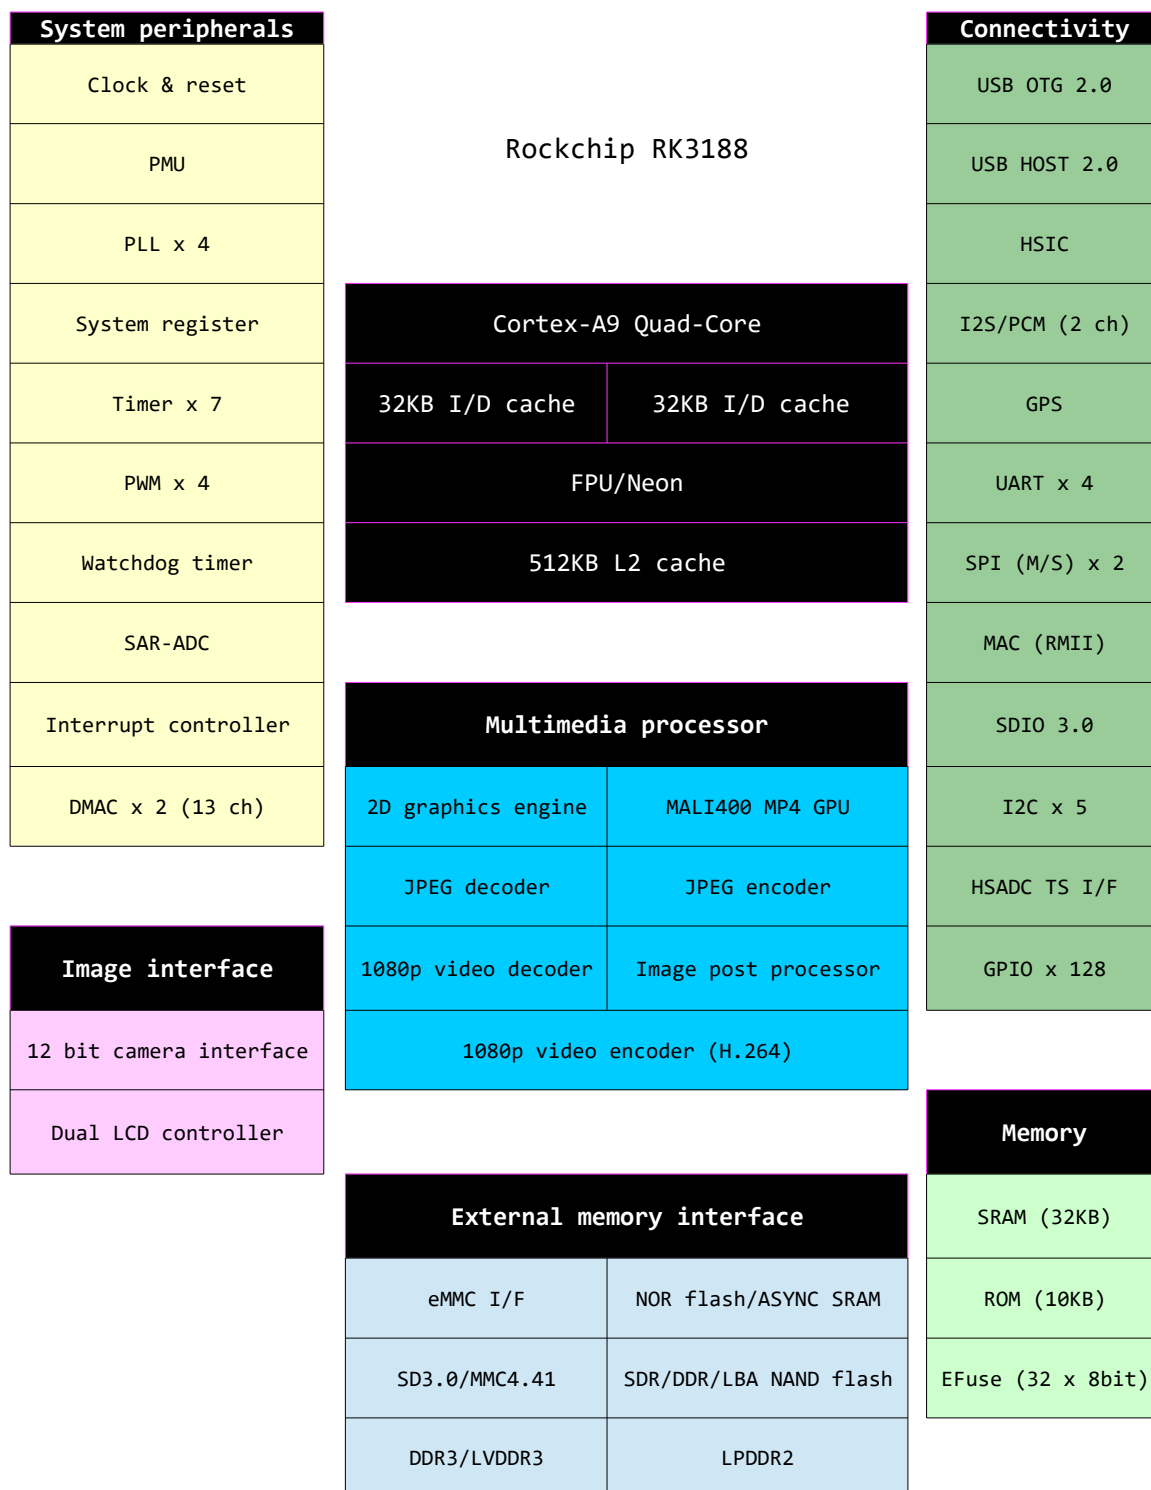 System peripherals
Clock & reset
PMU
PLL x 4
System register
Timer x 7
PWM x 4
Watchdog timer
SAR-ADC
Interrupt controller
DMAC x 2 (13 ch)
Image interface
12 bit camera interface
Dual LCD controller
Rockchip RK3188
Cortex-A9 Quad-Core
32KB I/D cache
32KB I/D cache
FPU/Neon
512KB L2 cache
Multimedia processor
2D graphics engine
MALI400 MP4 GPU
JPEG decoder
JPEG encoder
1080p video decoder
Image post processor
1080p video encoder (H.264)
External memory interface
eMMC I/F
NOR flash/ASYNC SRAM
SD3.0/MMC4.41
SDR/DDR/LBA NAND flash
DDR3/LVDDR3
LPDDR2
Connectivity
USB OTG 2.0
USB HOST 2.0
HSIC
I2S/PCM (2 ch)
GPS
UART x 4
SPI (M/S) x 2
MAC (RMII)
SDIO 3.0
I2C x 5
HSADC TS I/F
GPIO x 128
Memory
SRAM (32KB)
ROM (10KB)
EFuse (32 x 8bit)